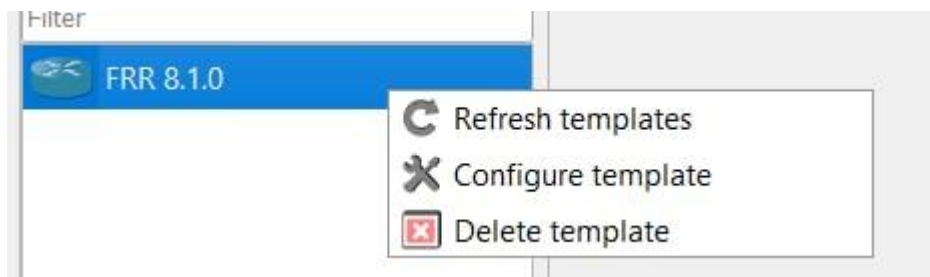 Filter
FRR 8.1.0
Refresh templates
Configure template
Delete template